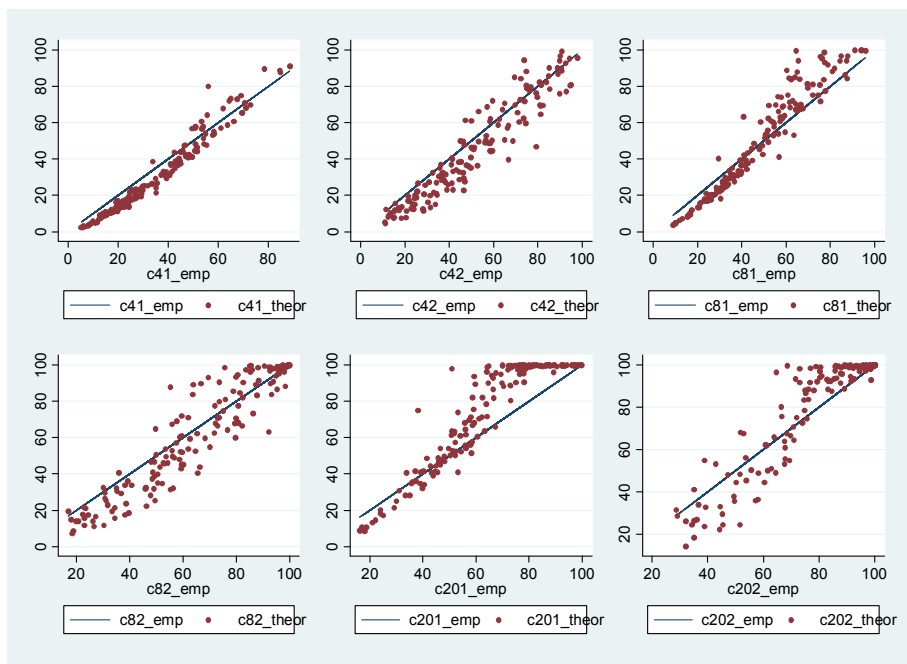 0 20 40 60 80 100
0 20 40 60 80
c41_emp
c41_emp c41_theor
0 20 40 60 80 100
0 20 40 60 80 100
c42_emp
c42_emp c42_theor
0 20 40 60 80 100
0 20 40 60 80 100
c81_emp
c81_emp c81_theor
0 20 40 60 80 100
20 40 60 80 100
c82_emp
c82_emp c82_theor
0 20 40 60 80 100
20 40 60 80 100
c201_emp
c201_emp c201_theor
20 40 60 80 100
20 40 60 80 100
c202_emp
c202_emp c202_theor